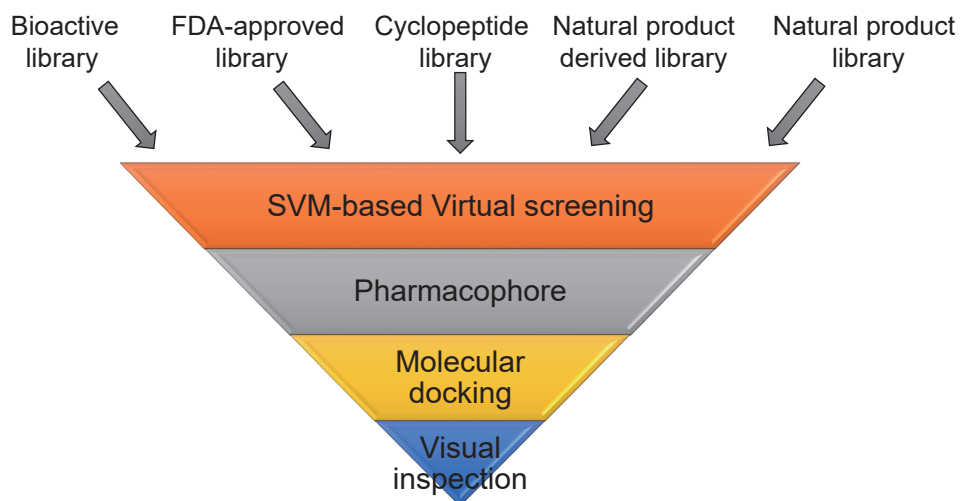 Bioactive
library
FDA-approved
library
Cyclopeptide
library
Natural product
derived library
Natural product
library
SVM-based Virtual screening
Pharmacophore
Molecular
docking
Visual
inspection